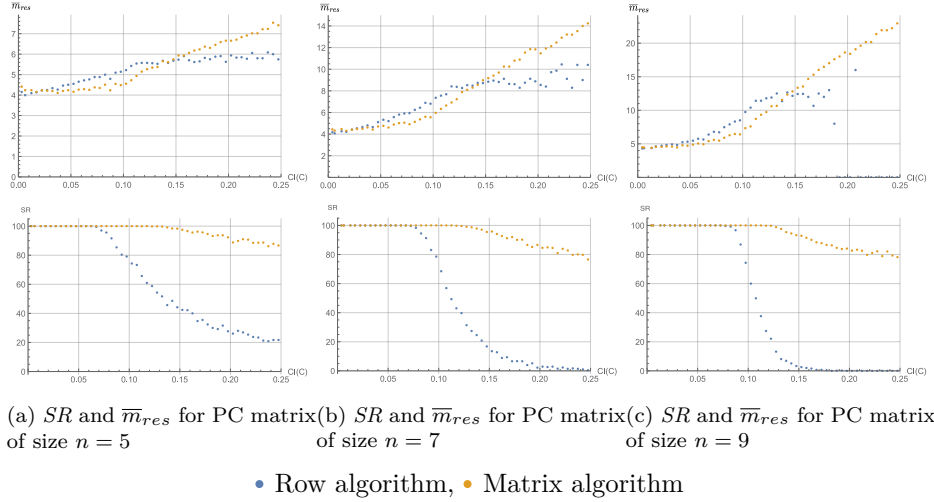 m̅res m̅res m̅res
7 14
6 12 20
5 10
4 8 15
3 6 10
2 4
1 2 5
0
0.00 0.05 0.10 0.15 0.20 0.25 CI(C) 0.00 0.05 0.10 0.15 0.20 0.25 CI(C) 0.00 0.05 0.10 0.15 0.20 0.25 CI(C)
SR SR SR
100 100 100
80 80 80
60 60 60
40 40 40
20 20 20
0 0 0
0.05 0.10 0.15 0.20 0.25 CI(C) 0.05 0.10 0.15 0.20 0.25 CI(C) 0.05 0.10 0.15 0.20 0.25 CI(C)
(a) SR and m̅res for PC matrix (b) SR and m̅res for PC matrix (c) SR and m̅res for PC matrix
of size n = 5 of size n = 7 of size n = 9
• Row algorithm, • Matrix algorithm